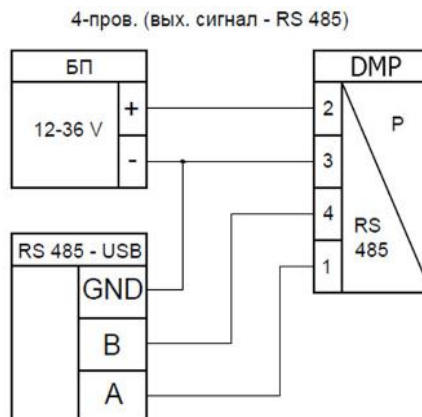 4-пров. (вых. сигнал - RS 485)
БП
12-36 V
+
-
DMP
2
3
4
1
P
RS
485
RS 485 - USB
GND
B
A